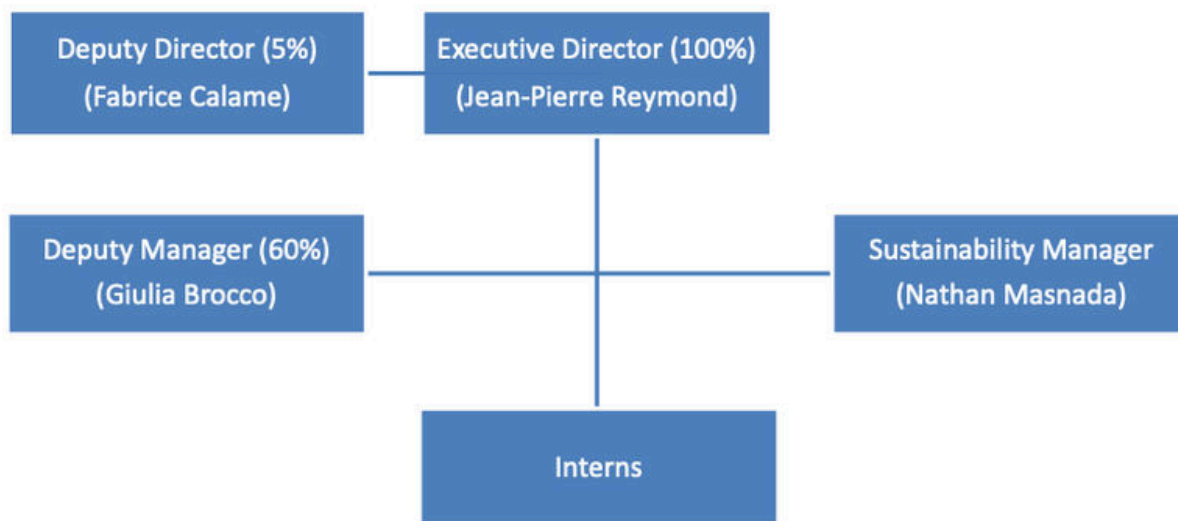 Deputy Director (5%)
(Fabrice Calame)
Executive Director (100%)
(Jean-Pierre Reymond)
Deputy Manager (60%)
(Giulia Brocco)
Sustainability Manager
(Nathan Masnada)
Interns